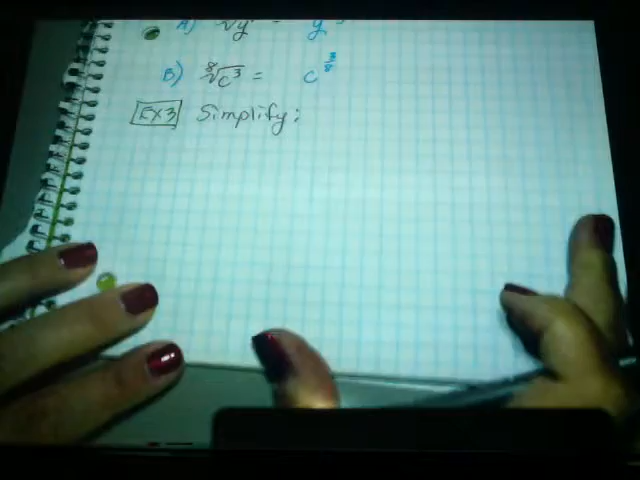 A) √y =  y
B) ⁸√c³ =  c^3/8
EX3 Simplify: